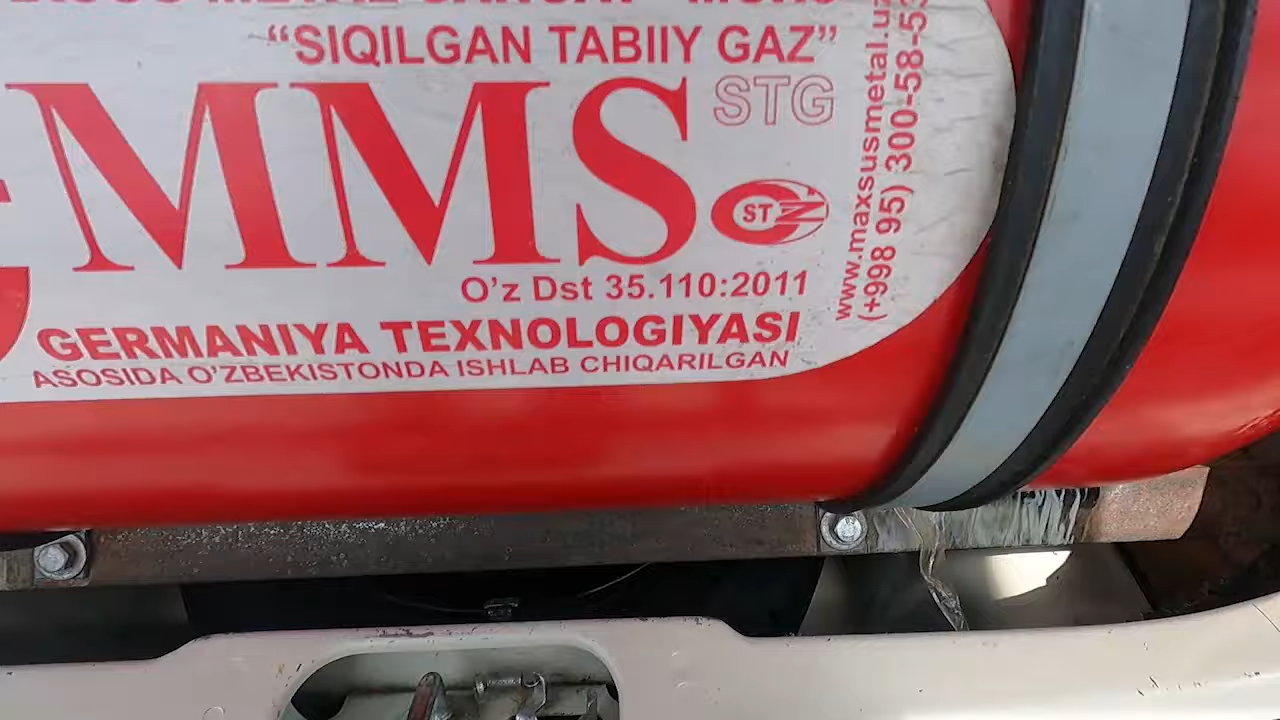 “SIQILGAN TABIIY GAZ”
MMS
STG
ST
O’z Dst 35.110:2011
GERMANIYA TEXNOLOGIYASI
ASOSIDA O’ZBEKISTONDA ISHLAB CHIQARILGAN
www.maxsusmetal.uz
(+998 95) 300-58-53